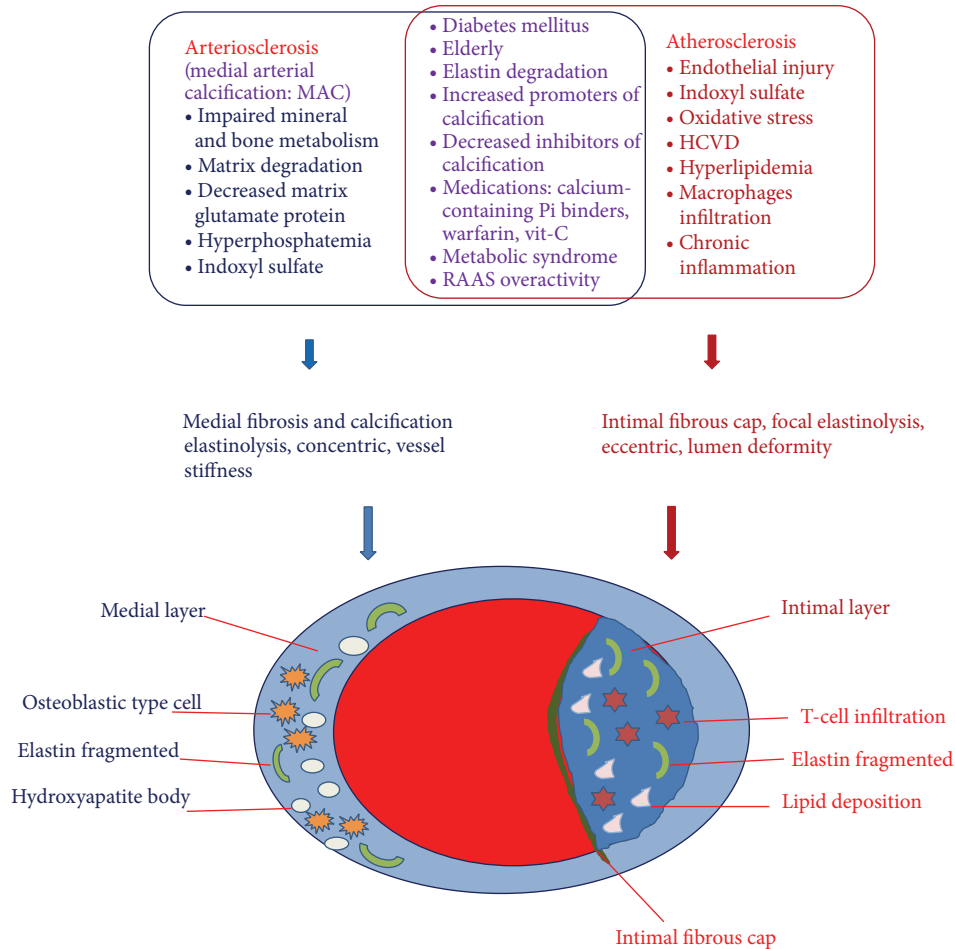 Arteriosclerosis
(medial arterial
calcification: MAC)
• Impaired mineral
and bone metabolism
• Matrix degradation
• Decreased matrix
glutamate protein
• Hyperphosphatemia
• Indoxyl sulfate
• Diabetes mellitus
• Elderly
• Elastin degradation
• Increased promoters of
calcification
• Decreased inhibitors of
calcification
• Medications: calcium-
containing Pi binders,
warfarin, vit-C
• Metabolic syndrome
• RAAS overactivity
Atherosclerosis
• Endothelial injury
• Indoxyl sulfate
• Oxidative stress
• HCVD
• Hyperlipidemia
• Macrophages
infiltration
• Chronic
inflammation
Medial fibrosis and calcification
elastinolysis, concentric, vessel
stiffness
Intimal fibrous cap, focal elastinolysis,
eccentric, lumen deformity
Medial layer
Osteoblastic type cell
Elastin fragmented
Hydroxyapatite body
Intimal layer
T-cell infiltration
Elastin fragmented
Lipid deposition
Intimal fibrous cap